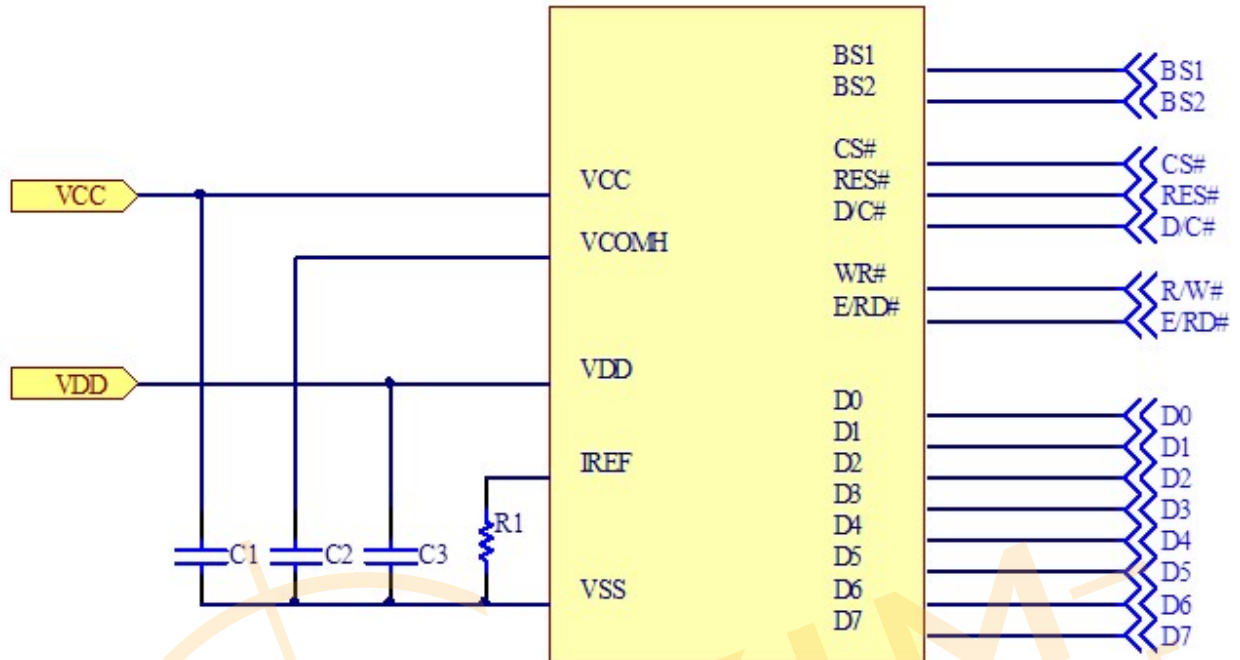 VCC
VDD
C1
C2
C3
R1
VCC
VCOMH
VDD
IREF
VSS
BS1
BS2
CS#
RES#
D/C#
WR#
E/RD#
D0
D1
D2
D3
D4
D5
D6
D7
BS1
BS2
CS#
RES#
D/C#
R/W#
E/RD#
D0
D1
D2
D3
D4
D5
D6
D7